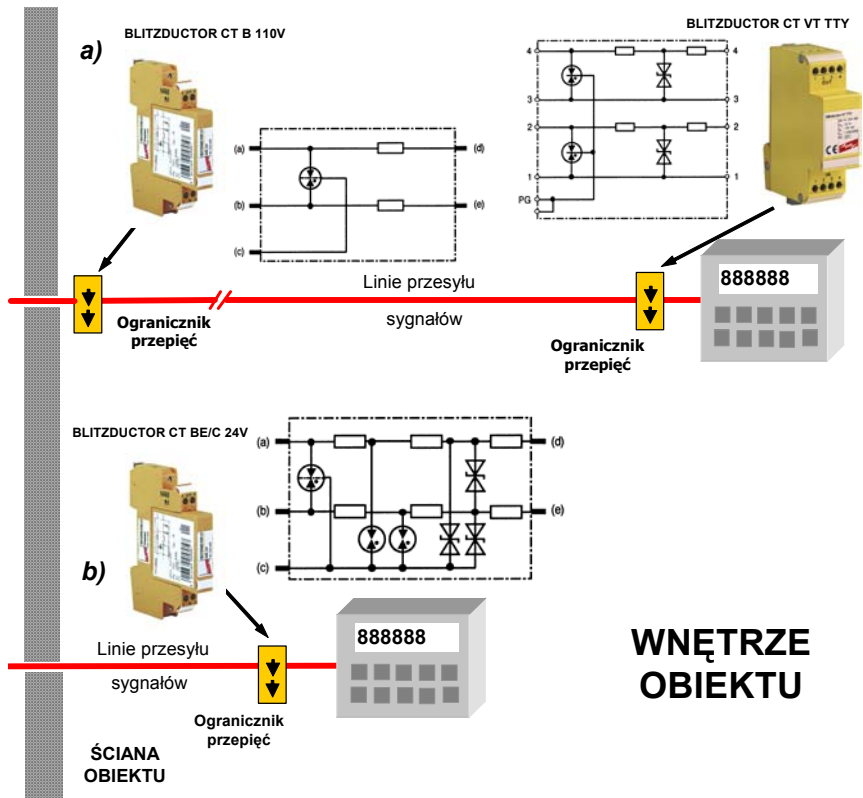 BLITZDUCTOR CT B 110V
BLITZDUCTOR CT VT TTY
a)
4
4
3
3
2
2
1
1
PG
(a)
(d)
(b)
(e)
(c)
Linie przesyłu
sygnałów
888888
Ogranicznik
przepięć
Ogranicznik
przepięć
BLITZDUCTOR CT BE/C 24V
(a)
(d)
(b)
(e)
(c)
b)
888888
Linie przesyłu
sygnałów
WNĘTRZE
OBIEKTU
Ogranicznik
przepięć
ŚCIANA
OBIEKTU